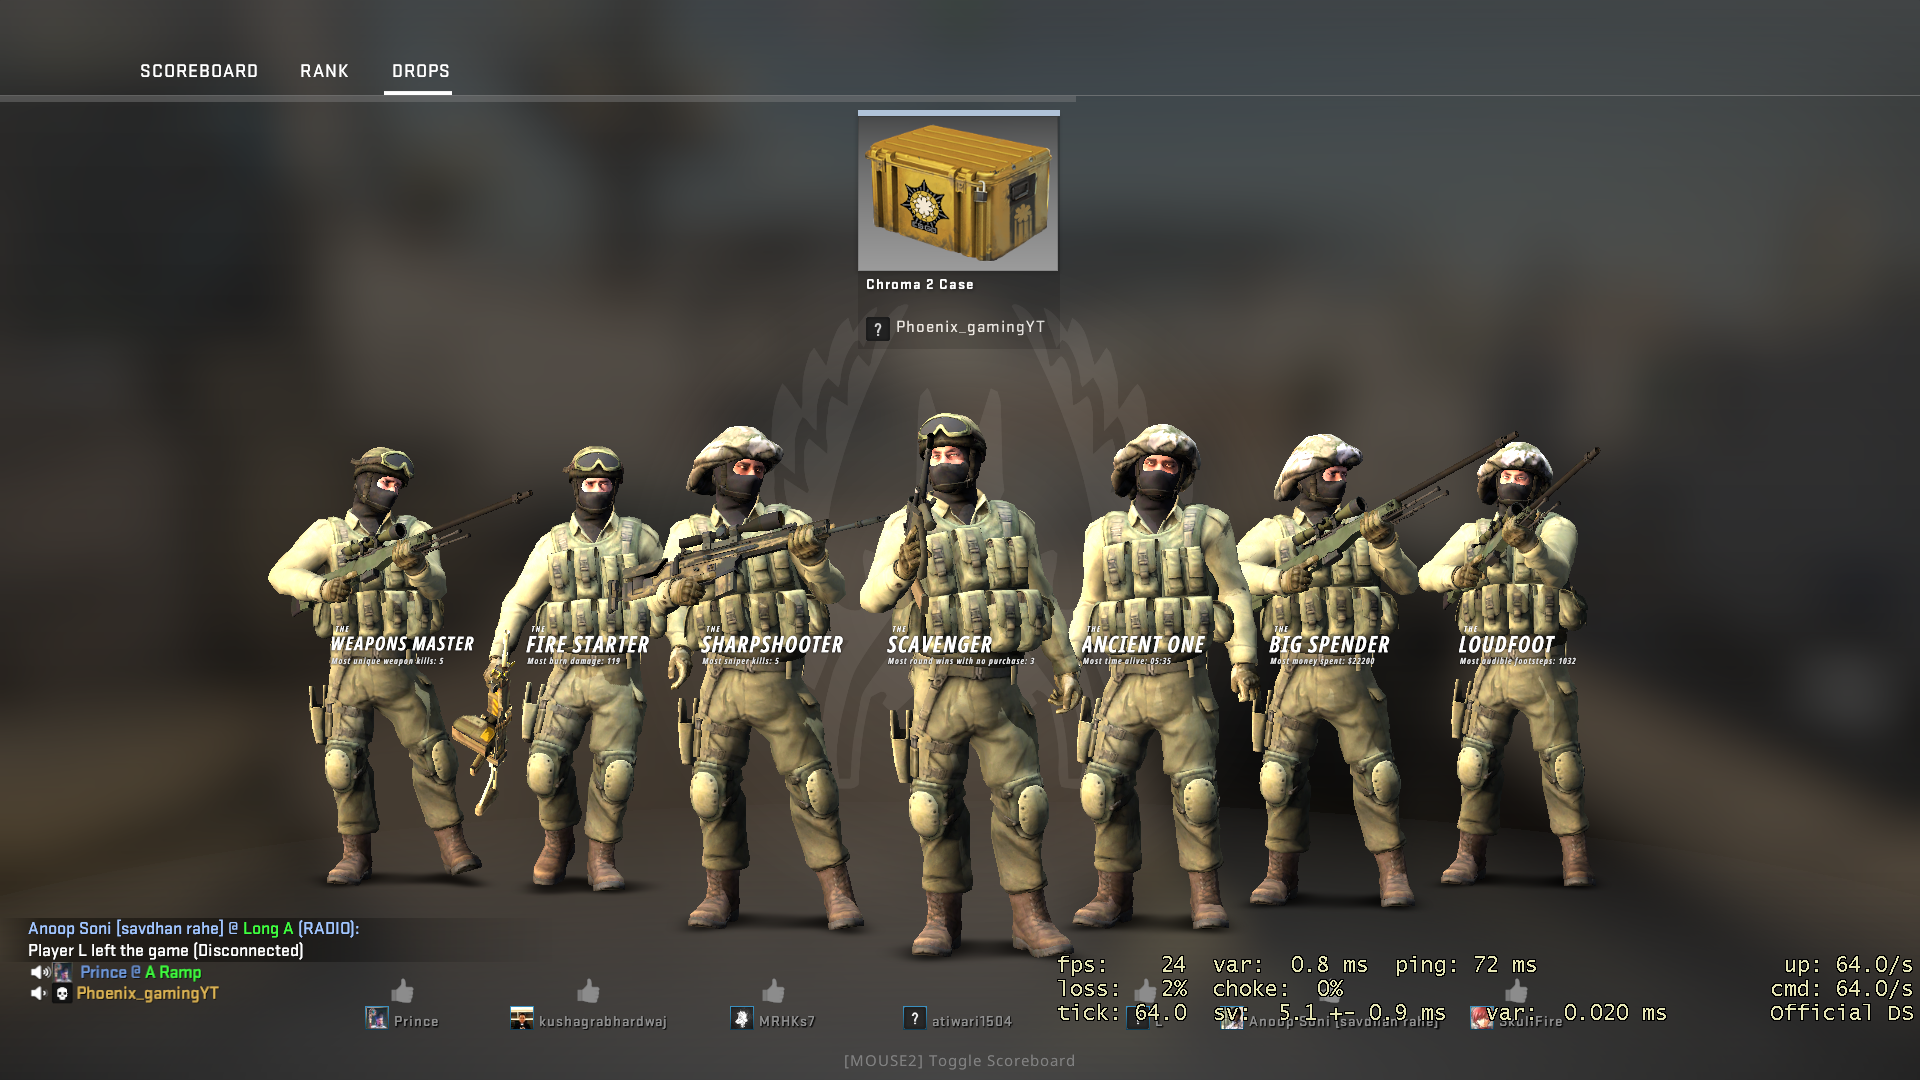 SCOREBOARD RANK DROPS
Chroma 2 Case
? Phoenix_gamingYT
THE WEAPONS MASTER
Most unique weapon kills: 5
THE FIRE STARTER
Most burn damage: 119
THE SHARPSHOOTER
Most sniper kills: 5
THE SCAVENGER
Most round wins with no purchase: 3
THE ANCIENT ONE
Most time alive: 05:35
THE BIG SPENDER
Most money spent: $22200
THE LOUDFOOT
Most audible footsteps: 1032
Anoop Soni [savdhan rahe] @ Long A (RADIO):
Player L left the game (Disconnected)
Prince @ A Ramp
Phoenix_gamingYT
fps: 24 var: 0.8 ms ping: 72 ms up: 64.0/s
loss: 2% choke: 0% cmd: 64.0/s
tick: 64.0 sv: 5.1 +- 0.9 ms var: 0.020 ms Official DS
Prince
kushagrabhardwaj
MRHKs7
? atiwari1504
? L
Anoop Soni [savdhan rahe]
SkullFire
[MOUSE2] Toggle Scoreboard